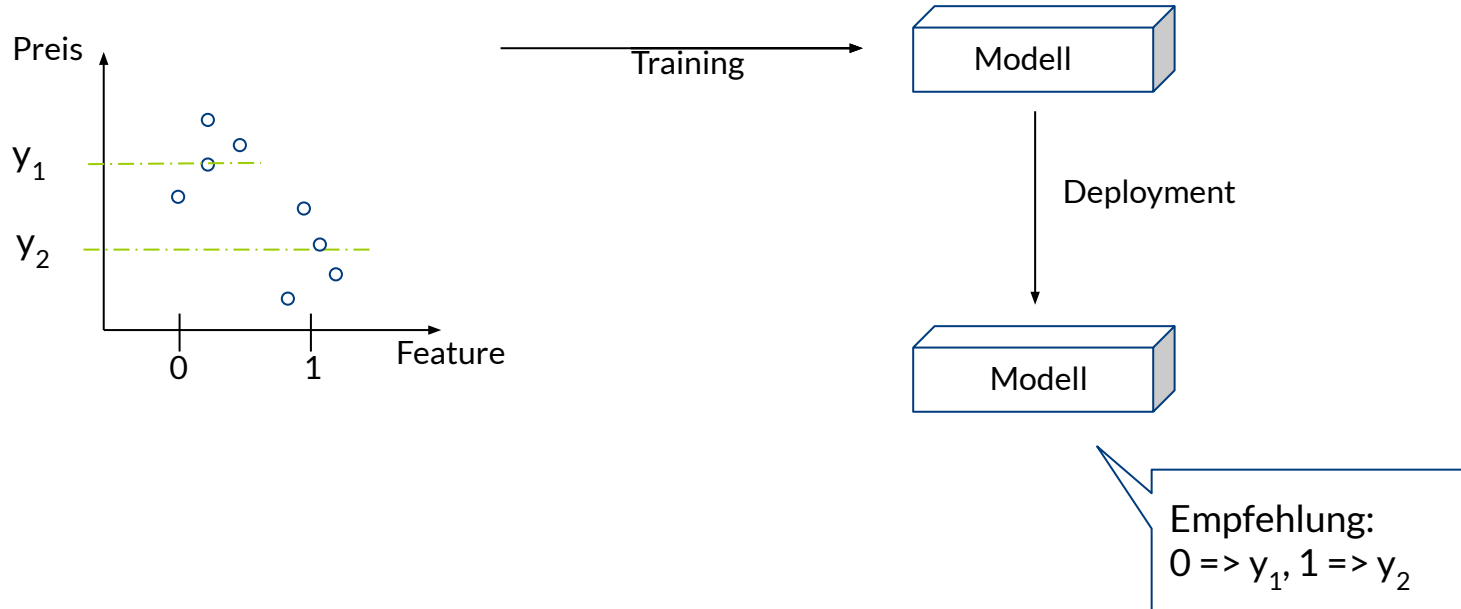 Preis
Training
Modell
y1
Deployment
y2
0
1
Feature
Modell
Empfehlung:
0 => y1, 1 => y2